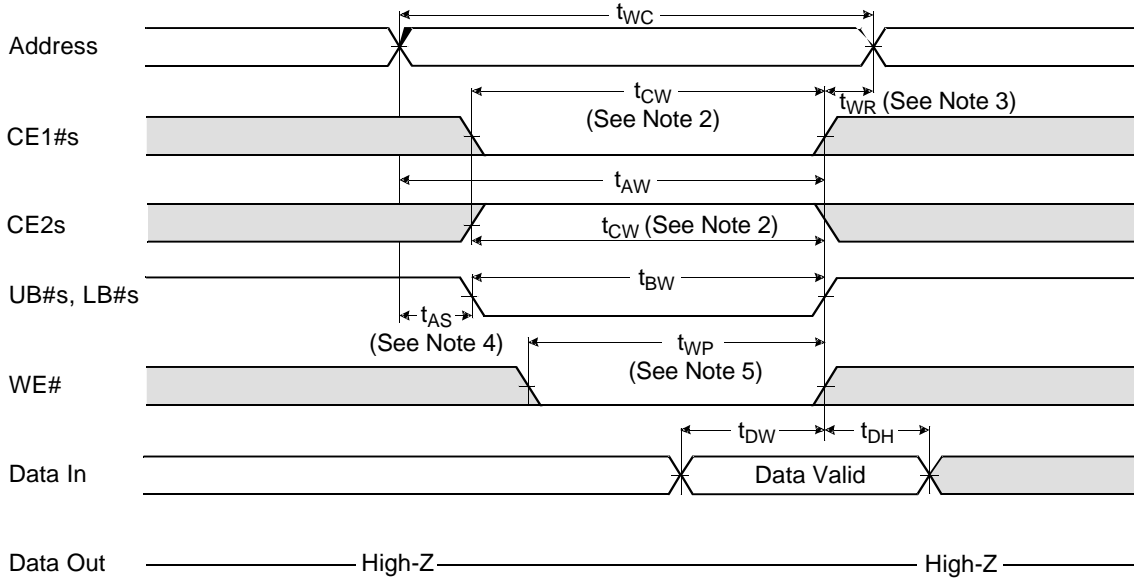 tWC
Address
tCW
(See Note 2)
tWR (See Note 3)
CE1#s
tAW
CE2s
tCW (See Note 2)
tBW
UB#s, LB#s
tAS
(See Note 4)
tWP
(See Note 5)
WE#
tDW
tDH
Data In
Data Valid
Data Out
High-Z
High-Z